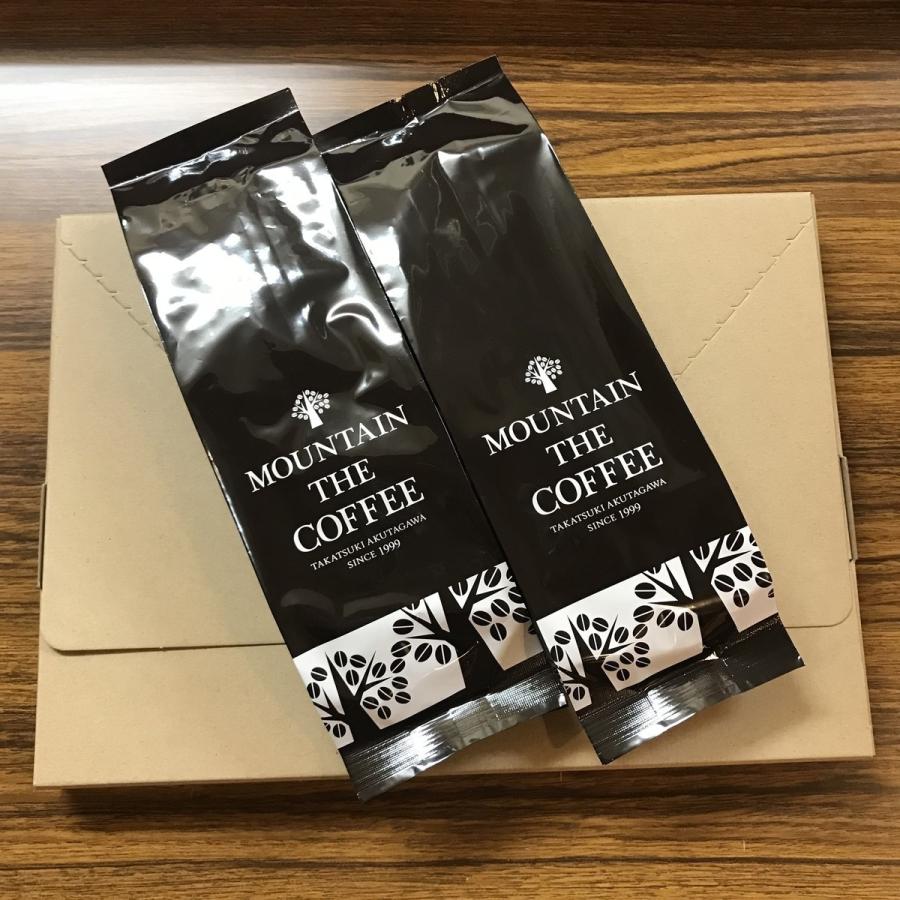 MOUNTAIN
THE
COFFEE
TAKATSUKI AKUTAGAWA
SINCE 1999
MOUNTAIN
THE
COFFEE
TAKATSUKI AKUTAGAWA
SINCE 1999